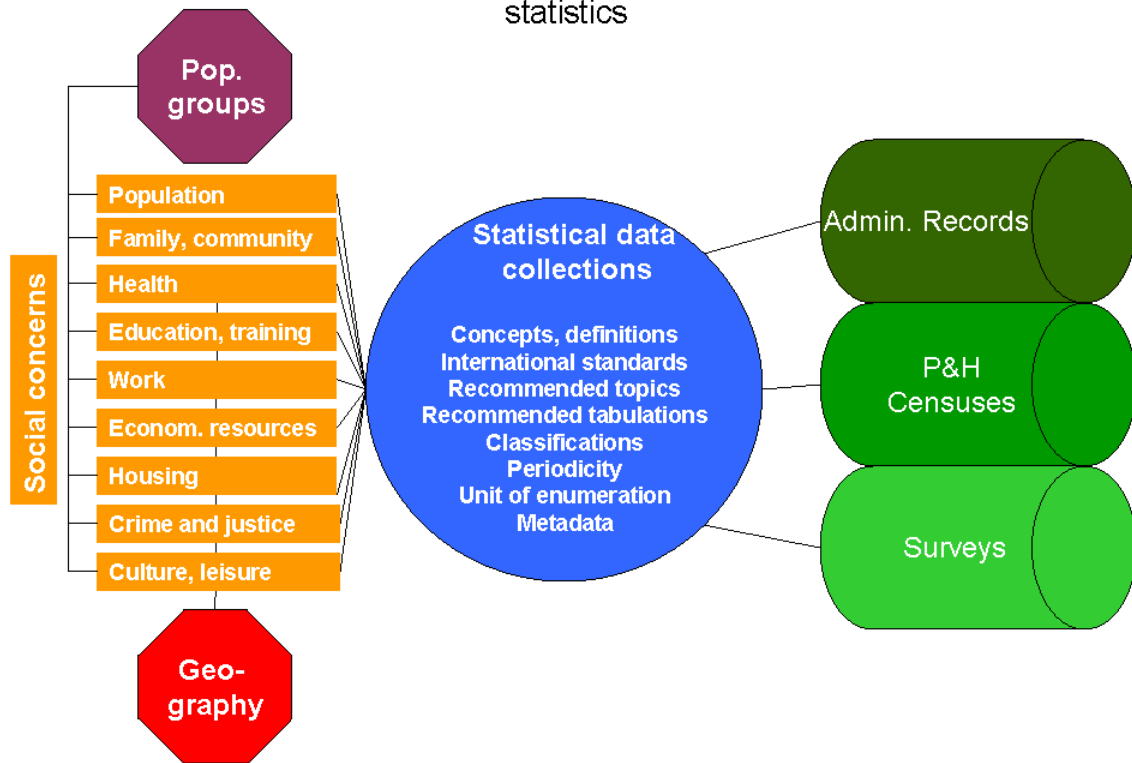 statistics
Pop.
groups
Social concerns
Population
Family, community
Health
Education, training
Work
Econom. resources
Housing
Crime and justice
Culture, leisure
Geo-
graphy
Statistical data
collections
Concepts, definitions
International standards
Recommended topics
Recommended tabulations
Classifications
Periodicity
Unit of enumeration
Metadata
Admin. Records
P&H
Censuses
Surveys